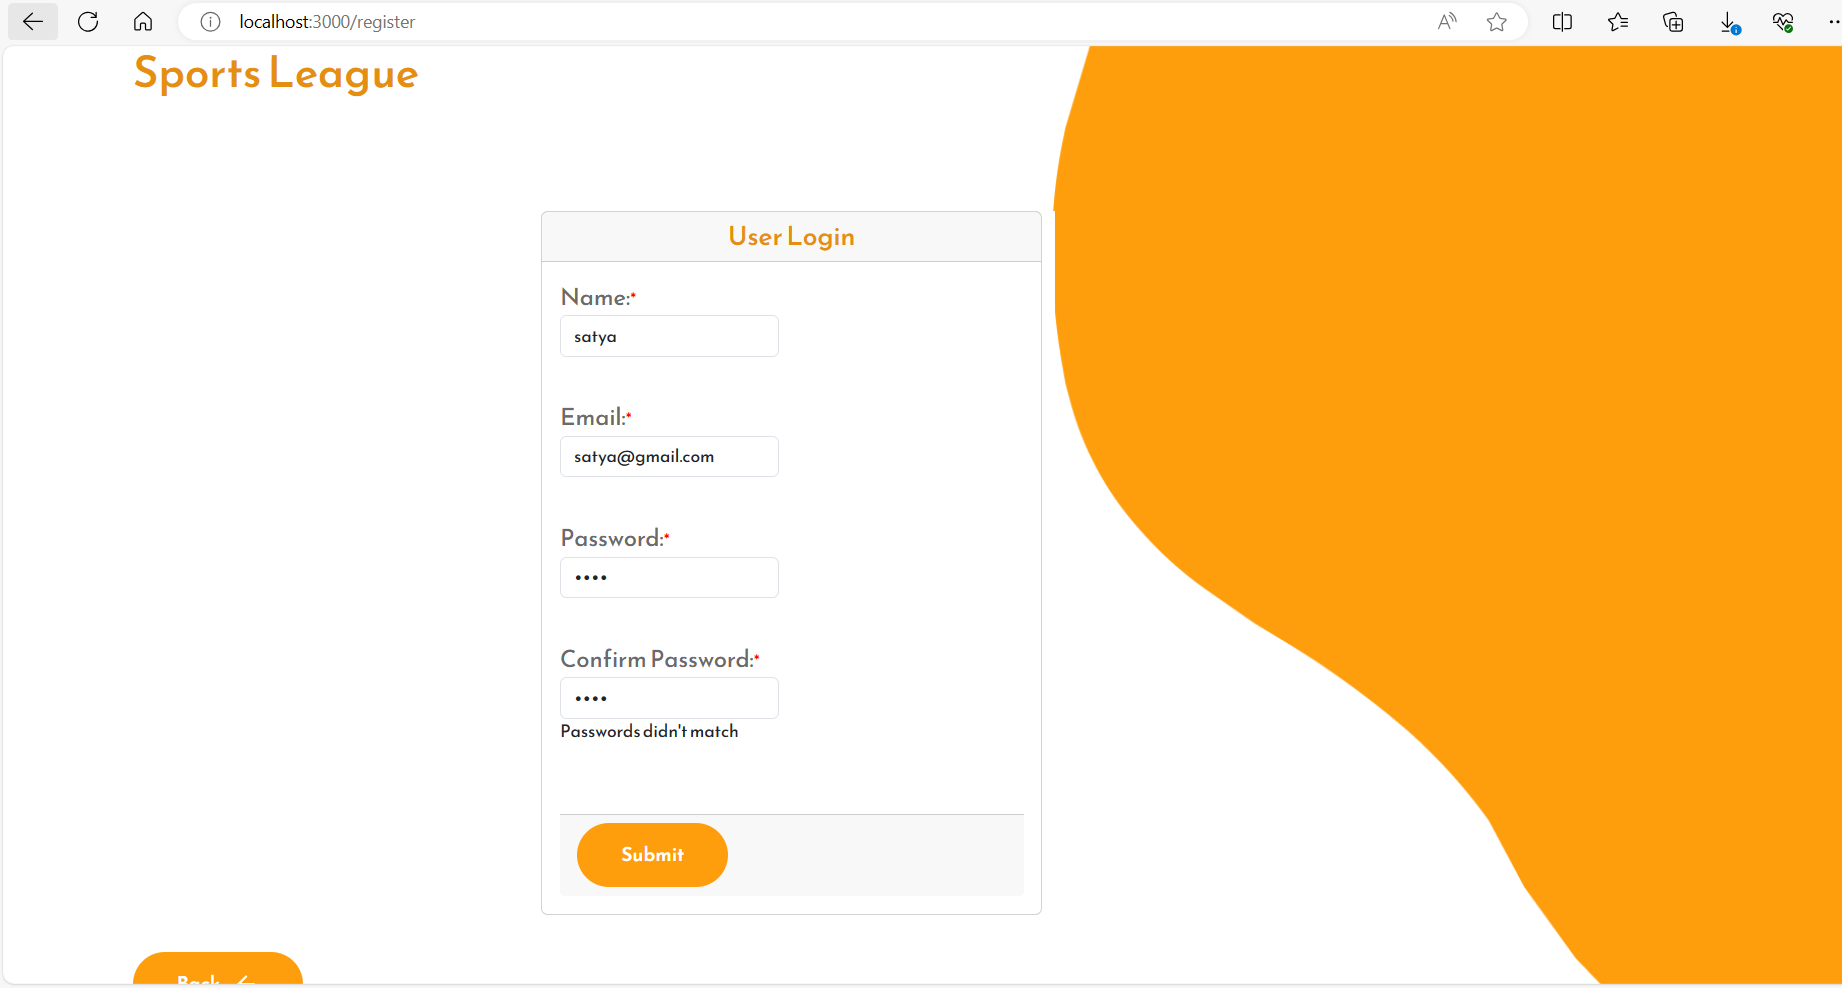 localhost:3000/register
Sports League
User Login
Name:*
satya
Email:*
satya@gmail.com
Password:*
••••
Confirm Password:*
••••
Passwords didn't match
Submit
Back